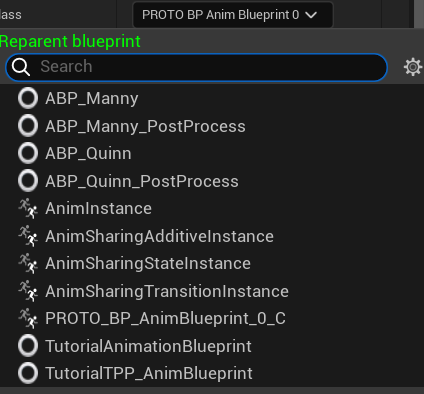 lass
PROTO BP Anim Blueprint 0
Reparent blueprint
Search
ABP_Manny
ABP_Manny_PostProcess
ABP_Quinn
ABP_Quinn_PostProcess
AnimInstance
AnimSharingAdditiveInstance
AnimSharingStateInstance
AnimSharingTransitionInstance
PROTO_BP_AnimBlueprint_0_C
TutorialAnimationBlueprint
TutorialTPP_AnimBlueprint